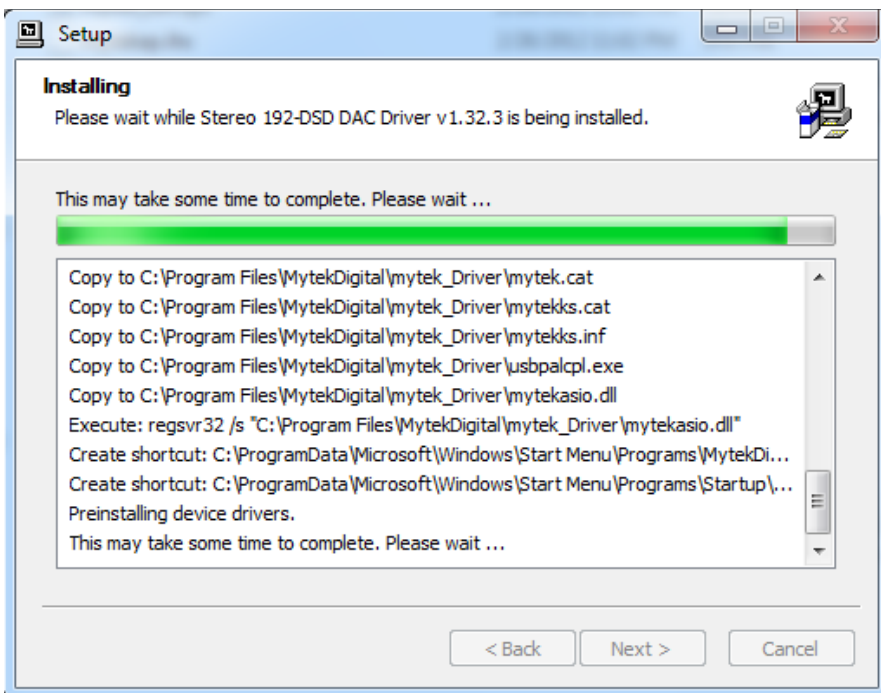 Setup
Installing
Please wait while Stereo 192-DSD DAC Driver v1.32.3 is being installed.
This may take some time to complete. Please wait ...
Copy to C:\Program Files\MytekDigital\mytek_Driver\mytek.cat
Copy to C:\Program Files\MytekDigital\mytek_Driver\mytekks.cat
Copy to C:\Program Files\MytekDigital\mytek_Driver\mytekks.inf
Copy to C:\Program Files\MytekDigital\mytek_Driver\usbpalcpl.exe
Copy to C:\Program Files\MytekDigital\mytek_Driver\mytekasio.dll
Execute: regsvr32 /s "C:\Program Files\MytekDigital\mytek_Driver\mytekasio.dll"
Create shortcut: C:\ProgramData\Microsoft\Windows\Start Menu\Programs\MytekDi...
Create shortcut: C:\ProgramData\Microsoft\Windows\Start Menu\Programs\Startup\...
Preinstalling device drivers.
This may take some time to complete. Please wait ...
< Back Next > Cancel